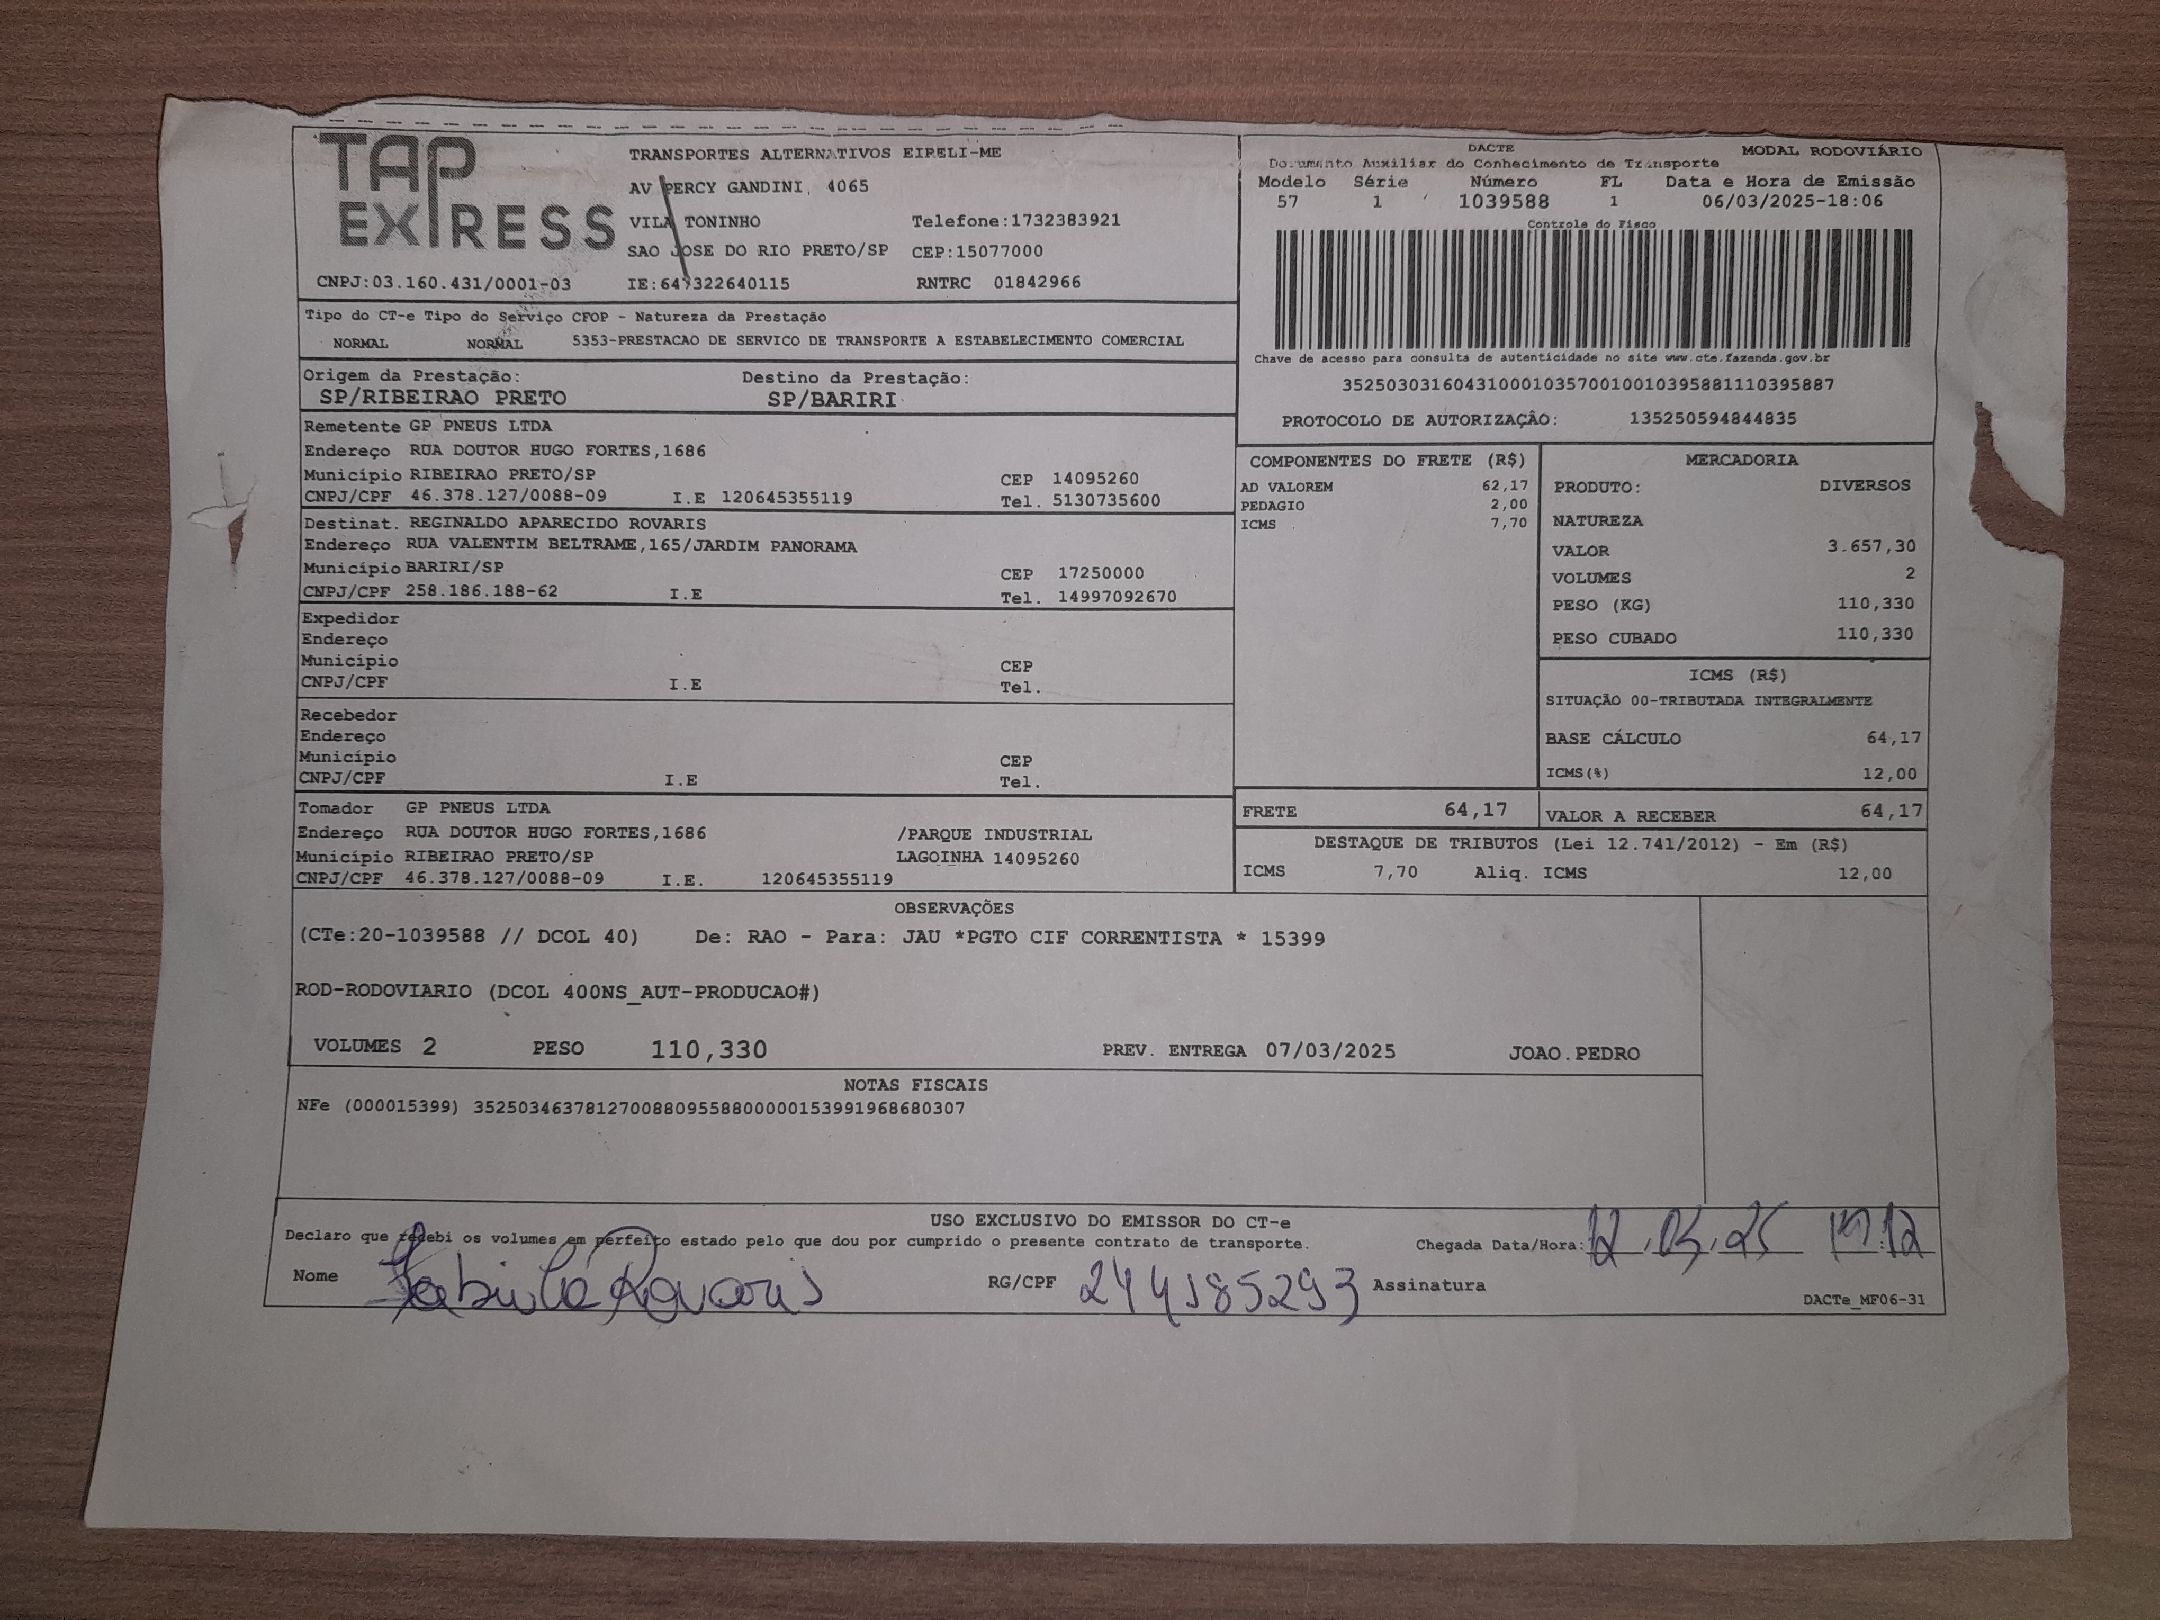 TAP EXPRESS
TRANSPORTES ALTERNATIVOS EIRELI-ME
AV PERCY GANDINI, 4065
VILA TONINHO Telefone:1732383921
SAO JOSE DO RIO PRETO/SP CEP:15077000
CNPJ:03.160.431/0001-03 IE:647322640115 RNTRC 01842966
DACTE MODAL RODOVIÁRIO
Documento Auxiliar do Conhecimento de Transporte
Modelo Série Número FL Data e Hora de Emissão
57 1 1039588 1 06/03/2025-18:06
Controle do Fisco
Chave de acesso para consulta de autenticidade no site www.cte.fazenda.gov.br
35250303160431000103570010010395881110395887
PROTOCOLO DE AUTORIZAÇÂO: 135250594844835
Tipo do CT-e Tipo do Serviço CFOP - Natureza da Prestação
NORMAL NORMAL 5353-PRESTACAO DE SERVICO DE TRANSPORTE A ESTABELECIMENTO COMERCIAL
Origem da Prestação: Destino da Prestação:
SP/RIBEIRAO PRETO SP/BARIRI
Remetente GP PNEUS LTDA
Endereço RUA DOUTOR HUGO FORTES,1686
Município RIBEIRAO PRETO/SP CEP 14095260
CNPJ/CPF 46.378.127/0088-09 I.E 120645355119 Tel. 5130735600
Destinat. REGINALDO APARECIDO ROVARIS
Endereço RUA VALENTIM BELTRAME,165/JARDIM PANORAMA
Município BARIRI/SP CEP 17250000
CNPJ/CPF 258.186.188-62 I.E Tel. 14997092670
Expedidor
Endereço
Município CEP
CNPJ/CPF I.E Tel.
Recebedor
Endereço
Município CEP
CNPJ/CPF I.E Tel.
Tomador GP PNEUS LTDA
Endereço RUA DOUTOR HUGO FORTES,1686 /PARQUE INDUSTRIAL
Município RIBEIRAO PRETO/SP LAGOINHA 14095260
CNPJ/CPF 46.378.127/0088-09 I.E. 120645355119
COMPONENTES DO FRETE (R$)
AD VALOREM 62,17
PEDAGIO 2,00
ICMS 7,70
MERCADORIA
PRODUTO: DIVERSOS
NATUREZA
VALOR 3.657,30
VOLUMES 2
PESO (KG) 110,330
PESO CUBADO 110,330
ICMS (R$)
SITUAÇÃO 00-TRIBUTADA INTEGRALMENTE
BASE CÁLCULO 64,17
ICMS(%) 12,00
FRETE 64,17 VALOR A RECEBER 64,17
DESTAQUE DE TRIBUTOS (Lei 12.741/2012) - Em (R$)
ICMS 7,70 Aliq. ICMS 12,00
OBSERVAÇÕES
(CTe:20-1039588 // DCOL 40) De: RAO - Para: JAU *PGTO CIF CORRENTISTA * 15399
ROD-RODOVIARIO (DCOL 400NS_AUT-PRODUCAO#)
VOLUMES 2 PESO 110,330 PREV. ENTREGA 07/03/2025 JOAO.PEDRO
NOTAS FISCAIS
NFe (000015399) 35250346378127008809558800000153991968680307
USO EXCLUSIVO DO EMISSOR DO CT-e
Declaro que recebi os volumes em perfeito estado pelo que dou por cumprido o presente contrato de transporte. Chegada Data/Hora: 12.03.25
Nome Fabiula Rovaris RG/CPF 244985293 Assinatura
DACTe_MF06-31